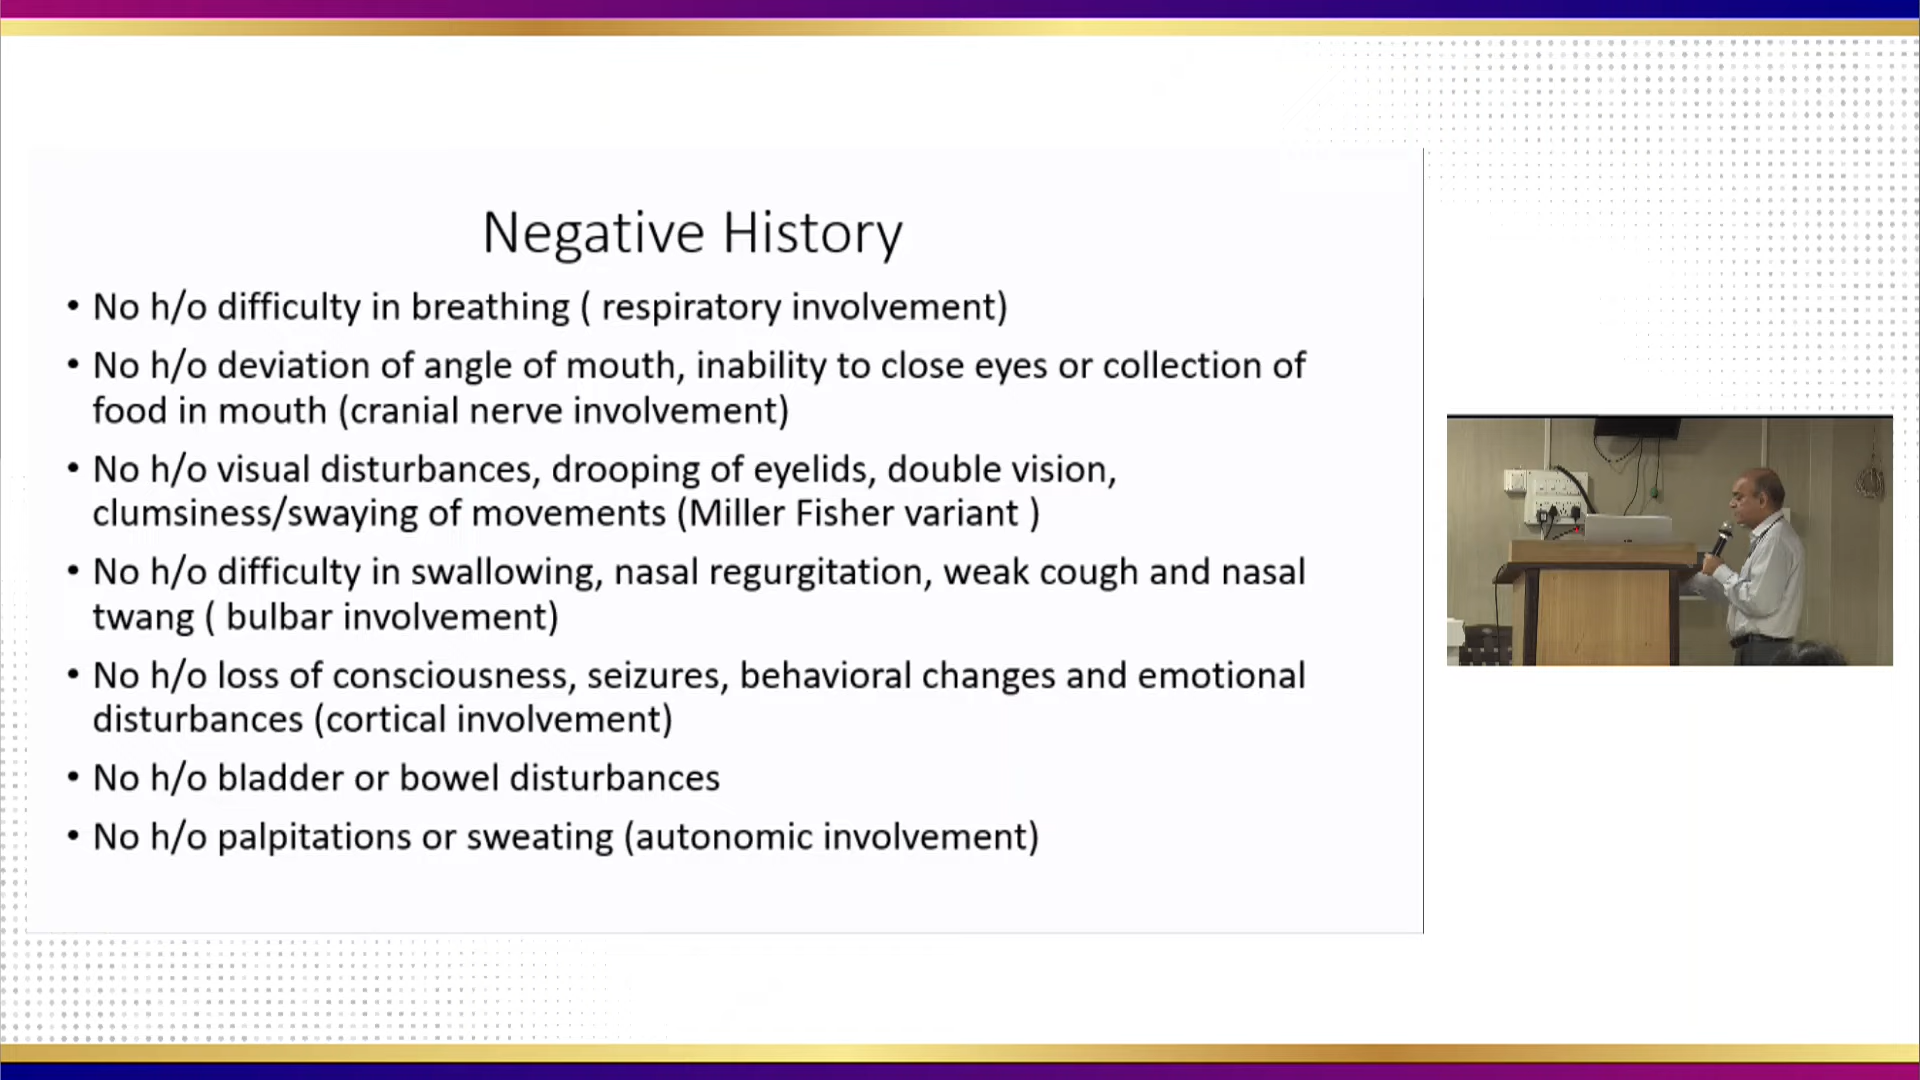 Negative History
• No h/o difficulty in breathing ( respiratory involvement)
• No h/o deviation of angle of mouth, inability to close eyes or collection of
food in mouth (cranial nerve involvement)
• No h/o visual disturbances, drooping of eyelids, double vision,
clumsiness/swaying of movements (Miller Fisher variant )
• No h/o difficulty in swallowing, nasal regurgitation, weak cough and nasal
twang ( bulbar involvement)
• No h/o loss of consciousness, seizures, behavioral changes and emotional
disturbances (cortical involvement)
• No h/o bladder or bowel disturbances
• No h/o palpitations or sweating (autonomic involvement)